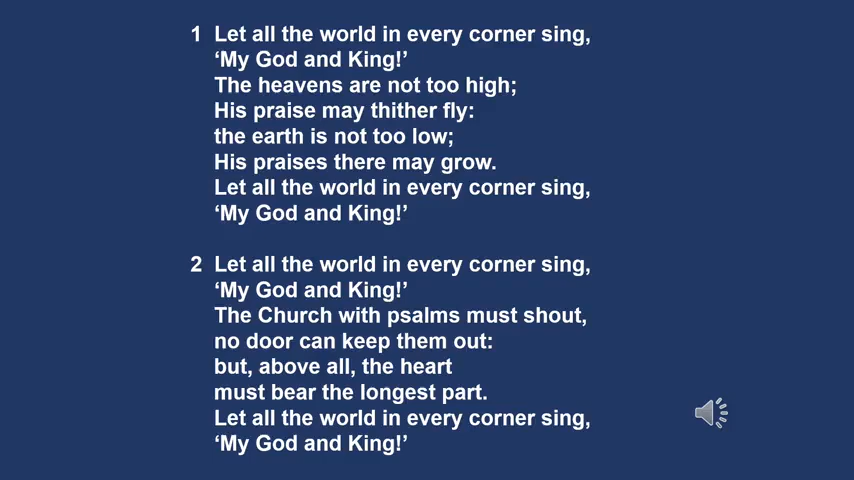 1 Let all the world in every corner sing,
‘My God and King!’
The heavens are not too high;
His praise may thither fly:
the earth is not too low;
His praises there may grow.
Let all the world in every corner sing,
‘My God and King!’
2 Let all the world in every corner sing,
‘My God and King!’
The Church with psalms must shout,
no door can keep them out:
but, above all, the heart
must bear the longest part.
Let all the world in every corner sing,
‘My God and King!’